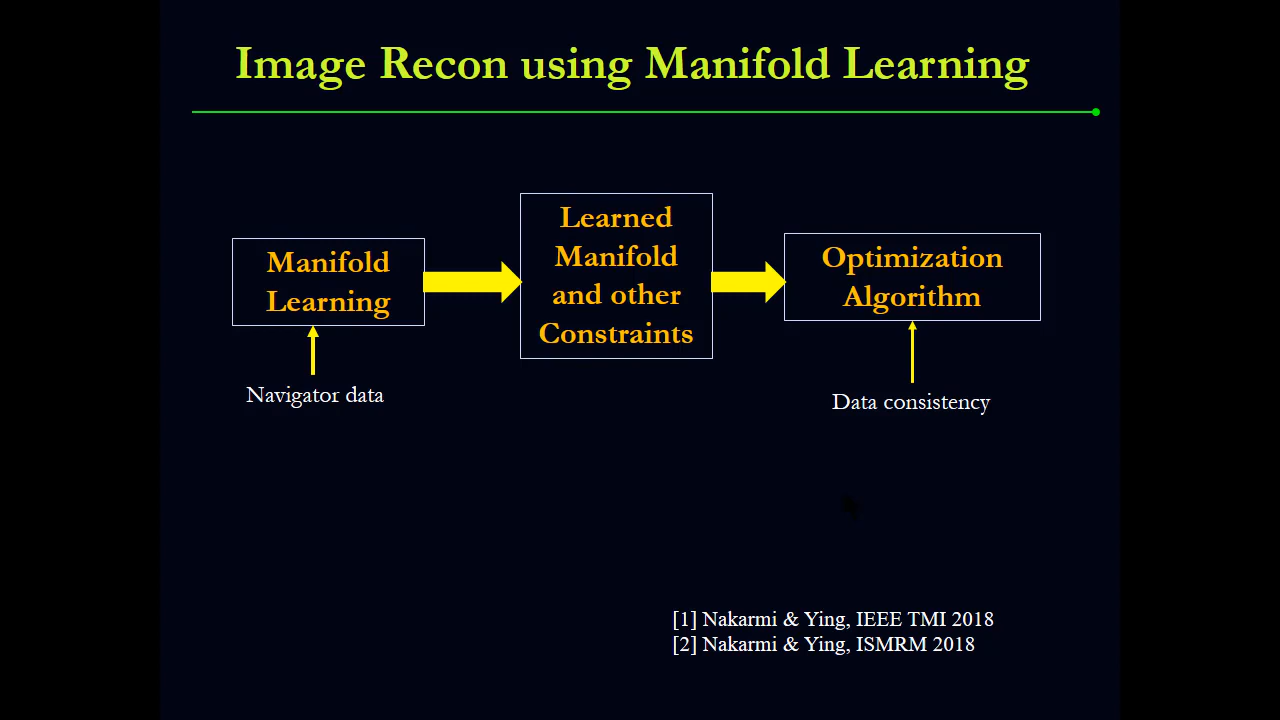 Image Recon using Manifold Learning
Manifold
Learning
Learned
Manifold
and other
Constraints
Optimization
Algorithm
Navigator data
Data consistency
[1] Nakarmi & Ying, IEEE TMI 2018
[2] Nakarmi & Ying, ISMRM 2018